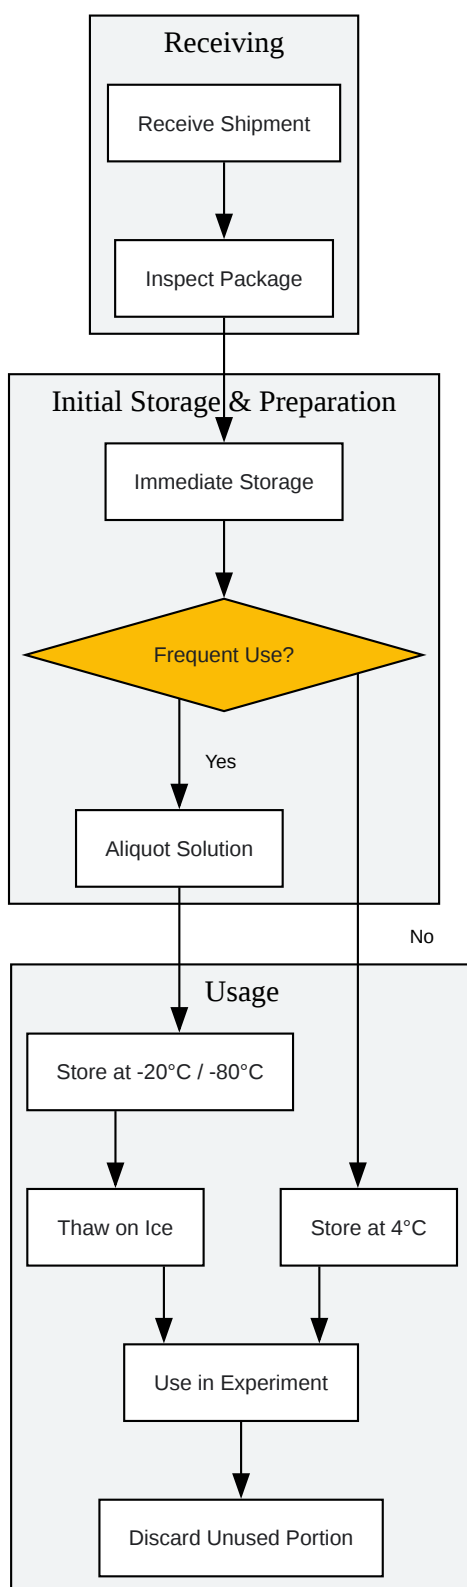 Receiving
Receive Shipment
Inspect Package
Initial Storage & Preparation
Immediate Storage
Frequent Use?
Yes
Aliquot Solution
No
Usage
Store at -20°C / -80°C
Thaw on Ice
Store at 4°C
Use in Experiment
Discard Unused Portion